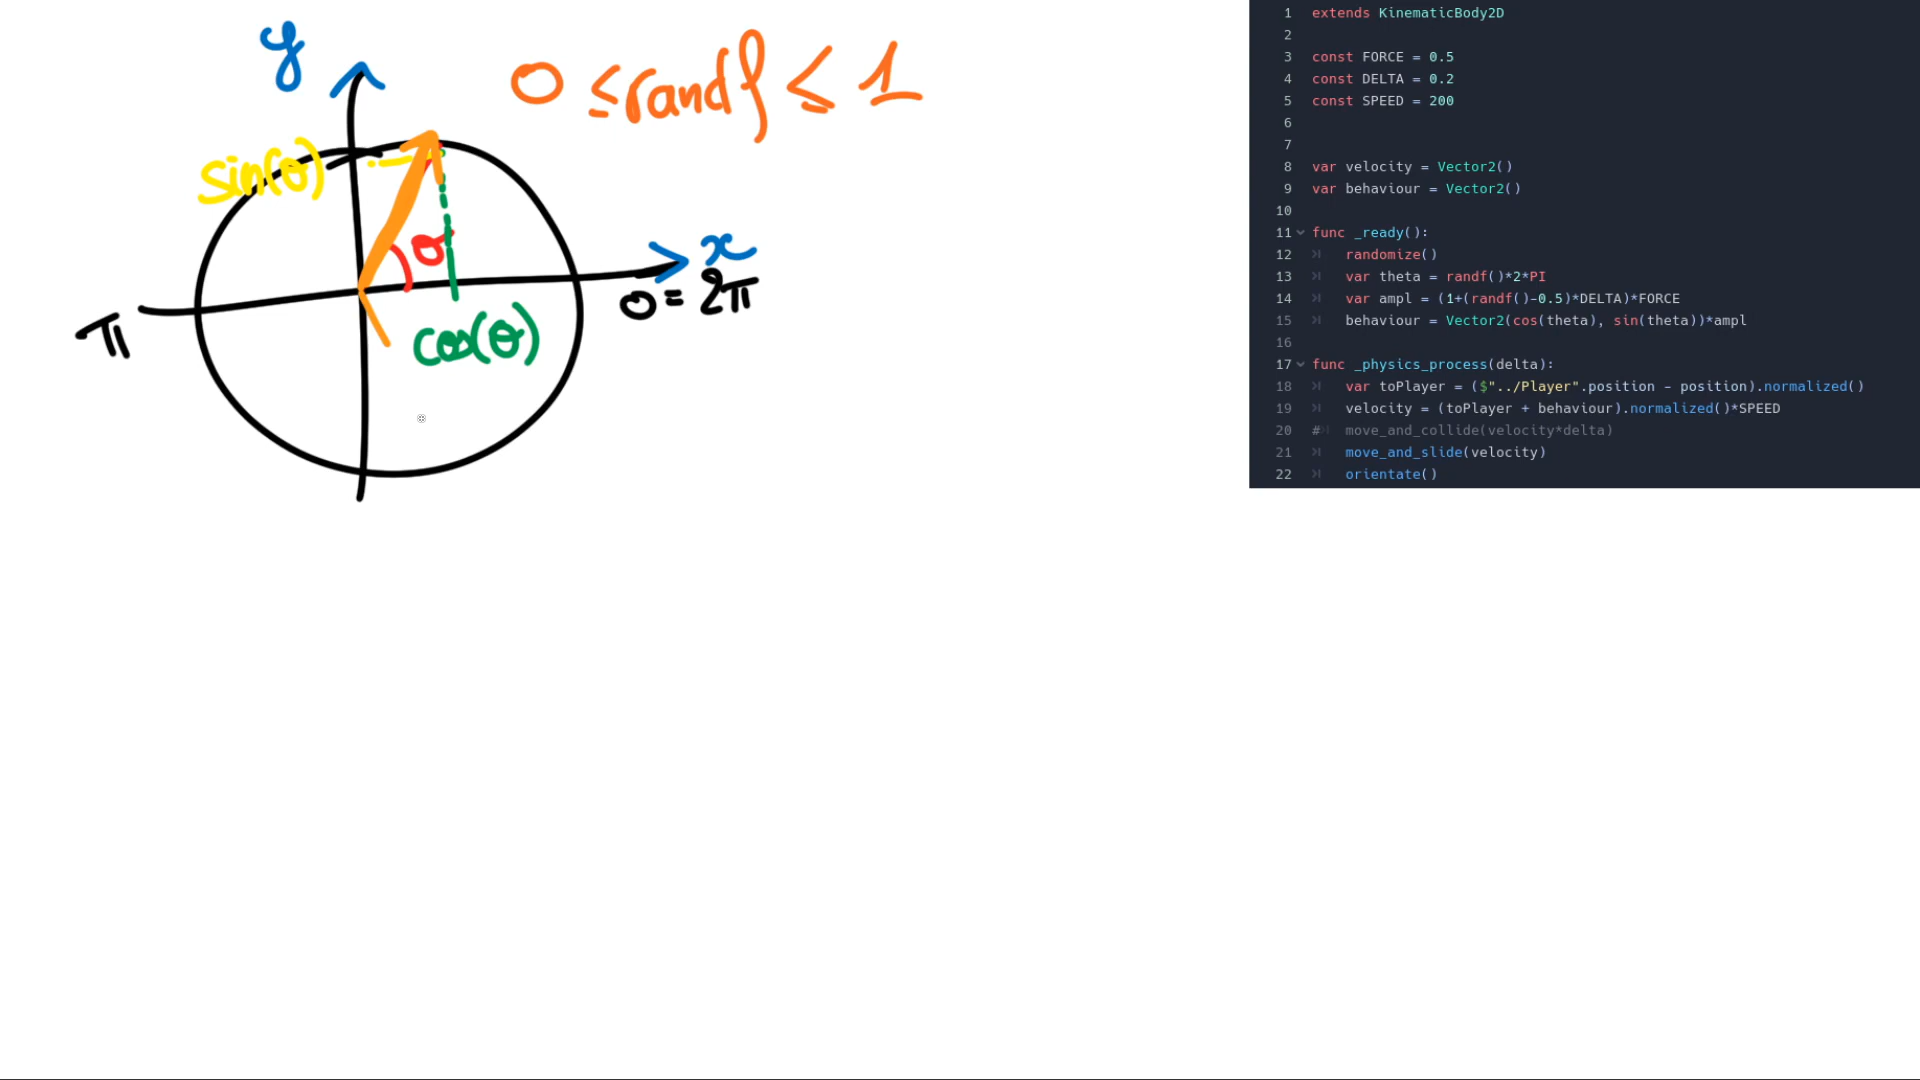 y
0 ≤ randf ≤ 1
sin(θ)
θ
x
0 = 2π
π
cos(θ)
1 extends KinematicBody2D
2
3 const FORCE = 0.5
4 const DELTA = 0.2
5 const SPEED = 200
6
7
8 var velocity = Vector2()
9 var behaviour = Vector2()
10
11 func _ready():
12 randomize()
13 var theta = randf()*2*PI
14 var ampl = (1+(randf()-0.5)*DELTA)*FORCE
15 behaviour = Vector2(cos(theta), sin(theta))*ampl
16
17 func _physics_process(delta):
18 var toPlayer = ($"../Player".position - position).normalized()
19 velocity = (toPlayer + behaviour).normalized()*SPEED
20 # move_and_collide(velocity*delta)
21 move_and_slide(velocity)
22 orientate()